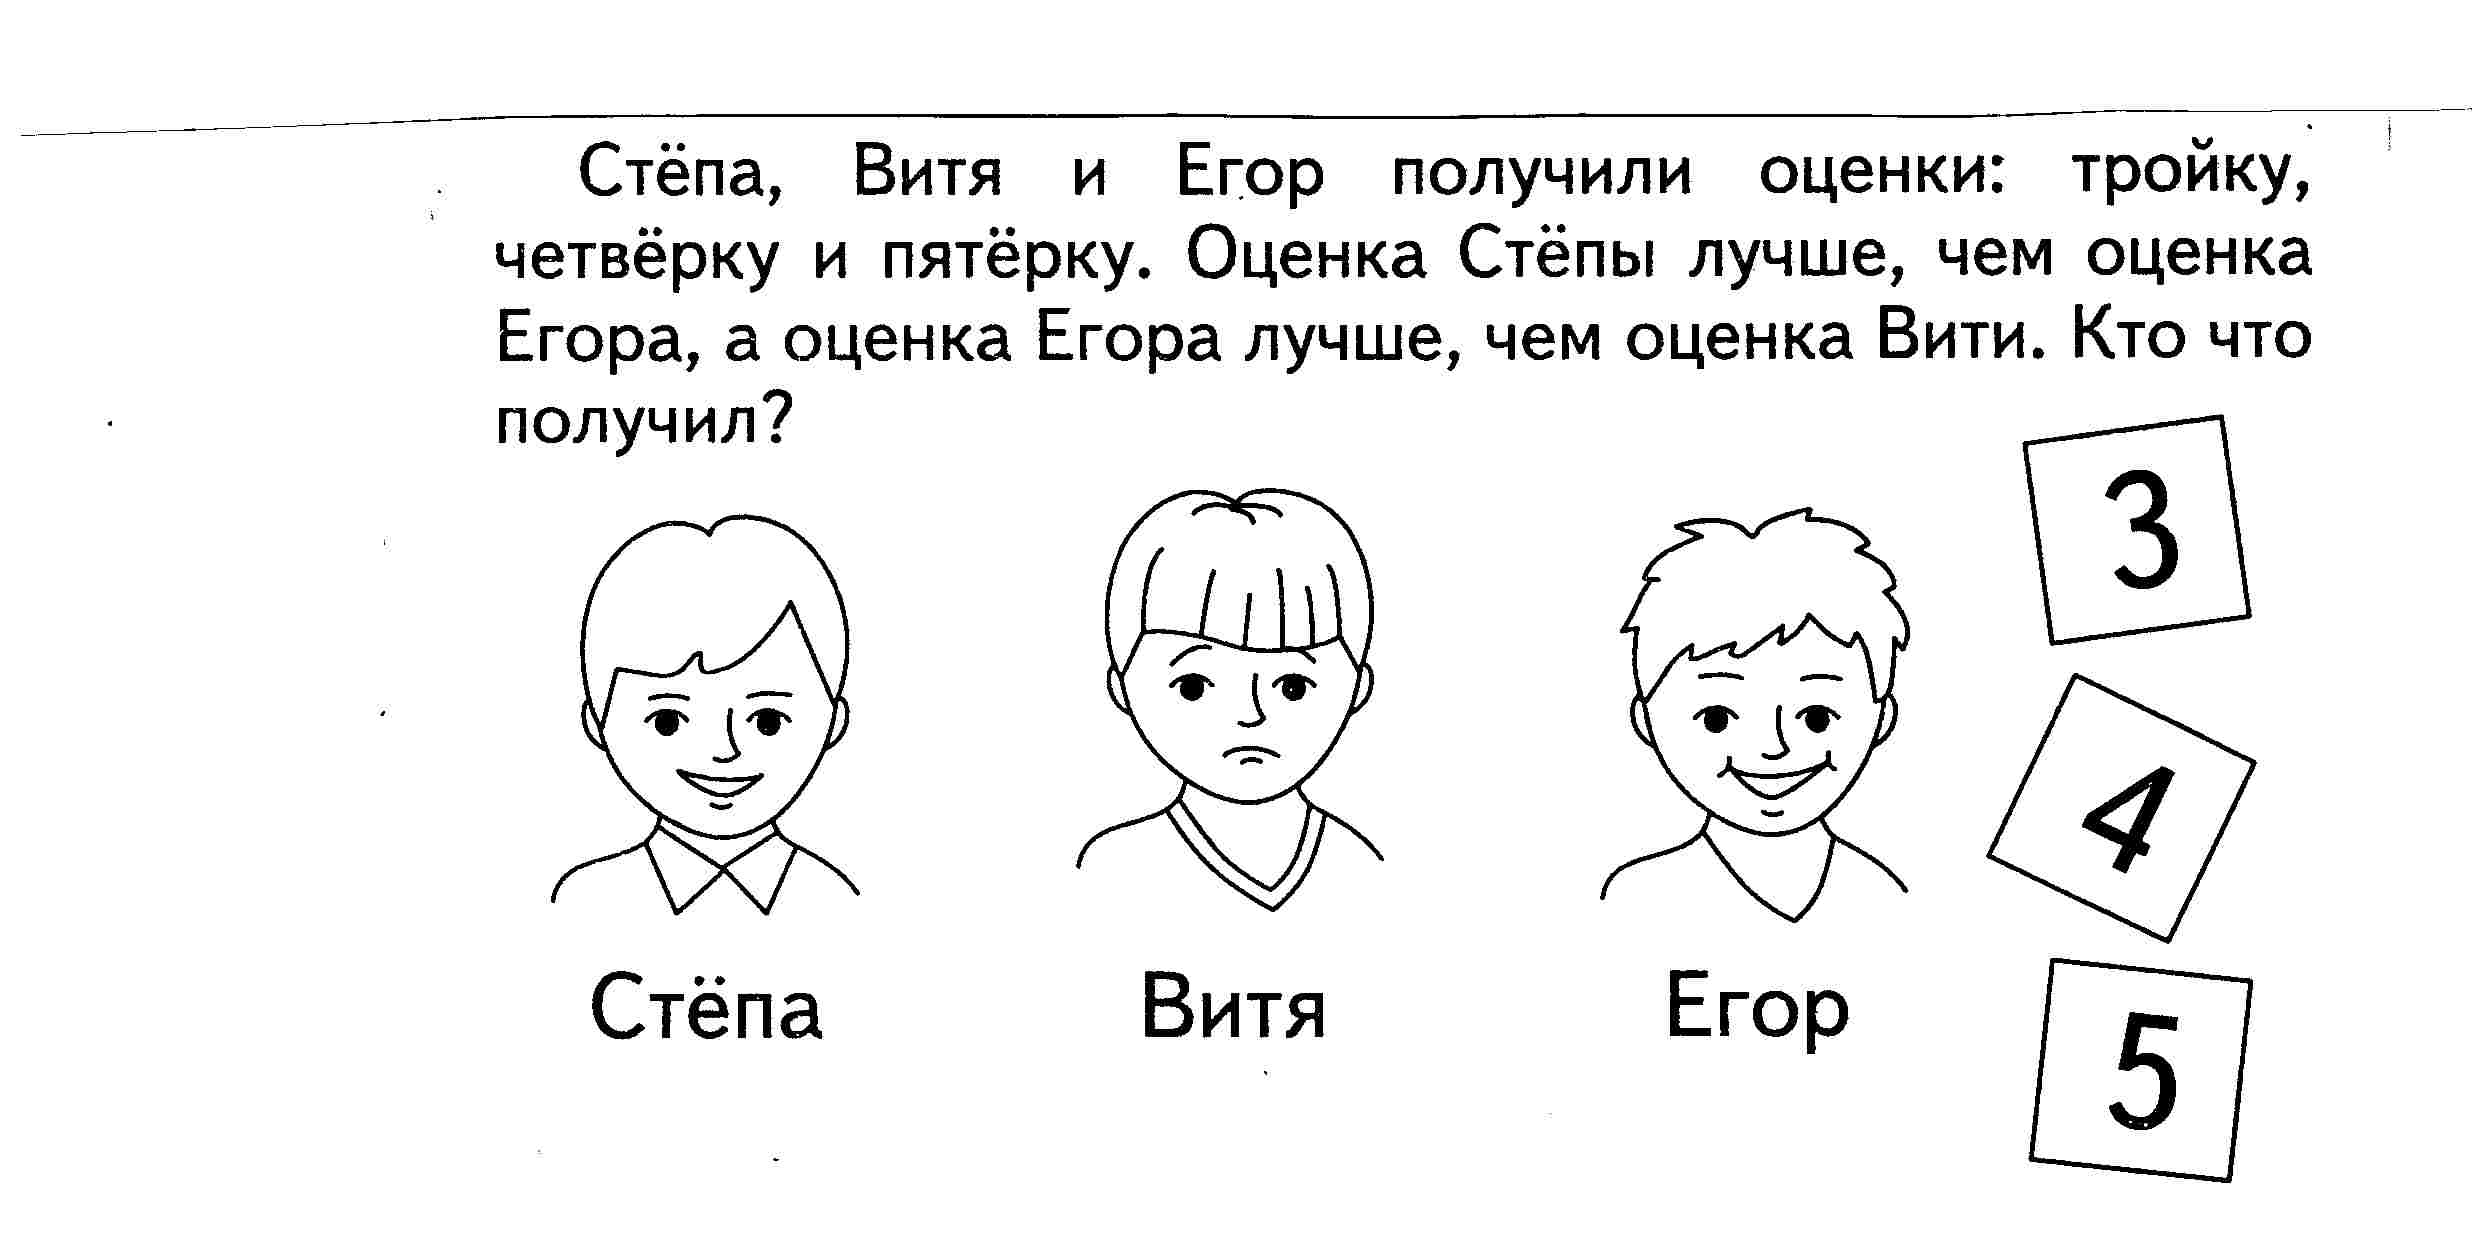 Стёпа, Витя и Егор получили оценки: тройку,
четвёрку и пятёрку. Оценка Стёпы лучше, чем оценка
Егора, а оценка Егора лучше, чем оценка Вити. Кто что
получил?
3
4
5
Стёпа Витя Егор